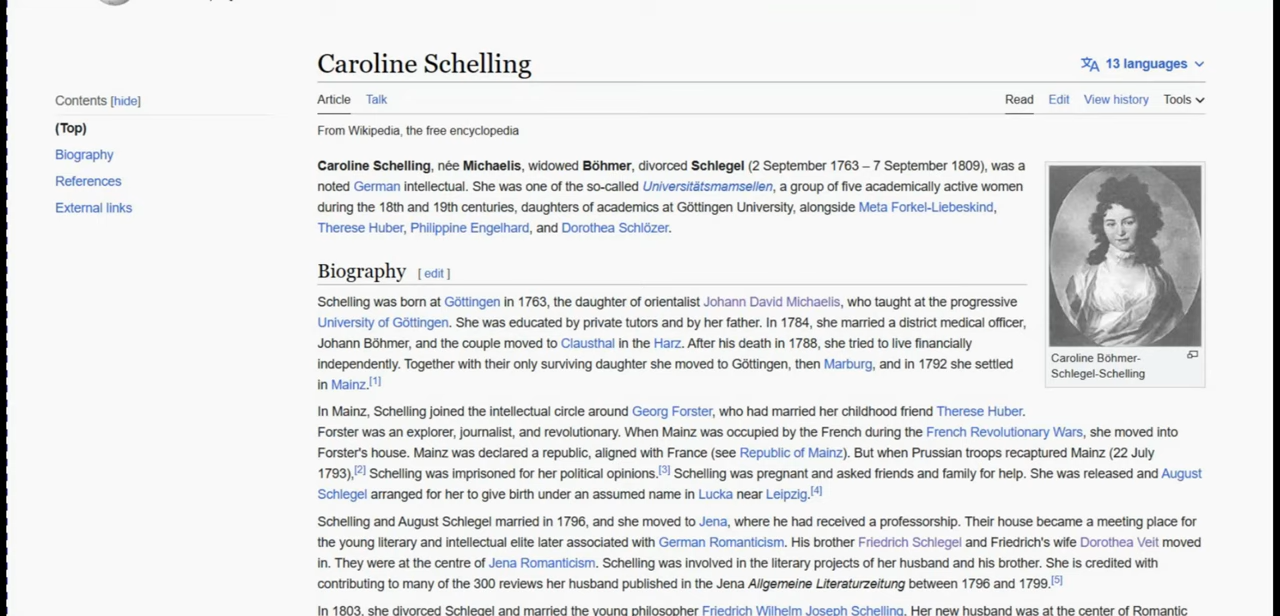 Caroline Schelling
13 languages
Contents [hide]
Article Talk
Read Edit View history Tools
(Top)
From Wikipedia, the free encyclopedia
Biography
References
External links
Caroline Schelling, née Michaelis, widowed Böhmer, divorced Schlegel (2 September 1763 – 7 September 1809), was a
noted German intellectual. She was one of the so-called Universitätsmamsellen, a group of five academically active women
during the 18th and 19th centuries, daughters of academics at Göttingen University, alongside Meta Forkel-Liebeskind,
Therese Huber, Philippine Engelhard, and Dorothea Schlözer.
Biography [ edit ]
Schelling was born at Göttingen in 1763, the daughter of orientalist Johann David Michaelis, who taught at the progressive
University of Göttingen. She was educated by private tutors and by her father. In 1784, she married a district medical officer,
Johann Böhmer, and the couple moved to Clausthal in the Harz. After his death in 1788, she tried to live financially
independently. Together with their only surviving daughter she moved to Göttingen, then Marburg, and in 1792 she settled
in Mainz.[1]
Caroline Böhmer-
Schlegel-Schelling
In Mainz, Schelling joined the intellectual circle around Georg Forster, who had married her childhood friend Therese Huber.
Forster was an explorer, journalist, and revolutionary. When Mainz was occupied by the French during the French Revolutionary Wars, she moved into
Forster's house. Mainz was declared a republic, aligned with France (see Republic of Mainz). But when Prussian troops recaptured Mainz (22 July
1793),[2] Schelling was imprisoned for her political opinions.[3] Schelling was pregnant and asked friends and family for help. She was released and August
Schlegel arranged for her to give birth under an assumed name in Lucka near Leipzig.[4]
Schelling and August Schlegel married in 1796, and she moved to Jena, where he had received a professorship. Their house became a meeting place for
the young literary and intellectual elite later associated with German Romanticism. His brother Friedrich Schlegel and Friedrich's wife Dorothea Veit moved
in. They were at the centre of Jena Romanticism. Schelling was involved in the literary projects of her husband and his brother. She is credited with
contributing to many of the 300 reviews her husband published in the Jena Allgemeine Literaturzeitung between 1796 and 1799.[5]
In 1803, she divorced Schlegel and married the young philosopher Friedrich Wilhelm Joseph Schelling. Her new husband was at the center of Romantic